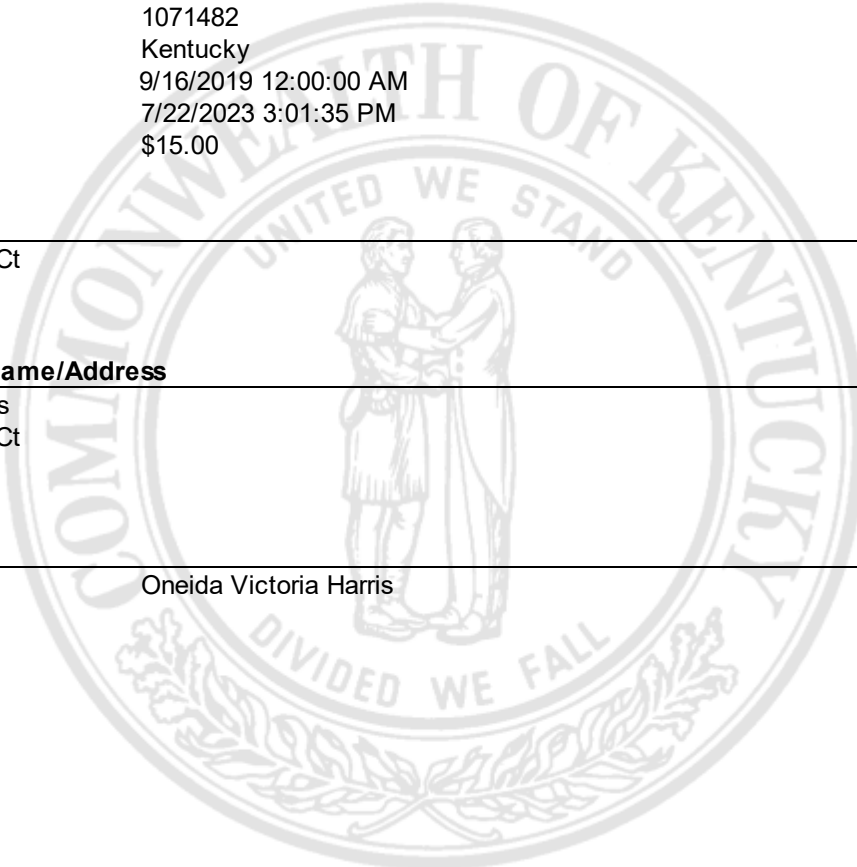 1071482
Kentucky
9/16/2019 12:00:00 AM
7/22/2023 3:01:35 PM
$15.00
Ct
ame/Address
s
Ct
Oneida Victoria Harris
COMMONWEALTH OF KENTUCKY
UNITED WE STAND
DIVIDED WE FALL